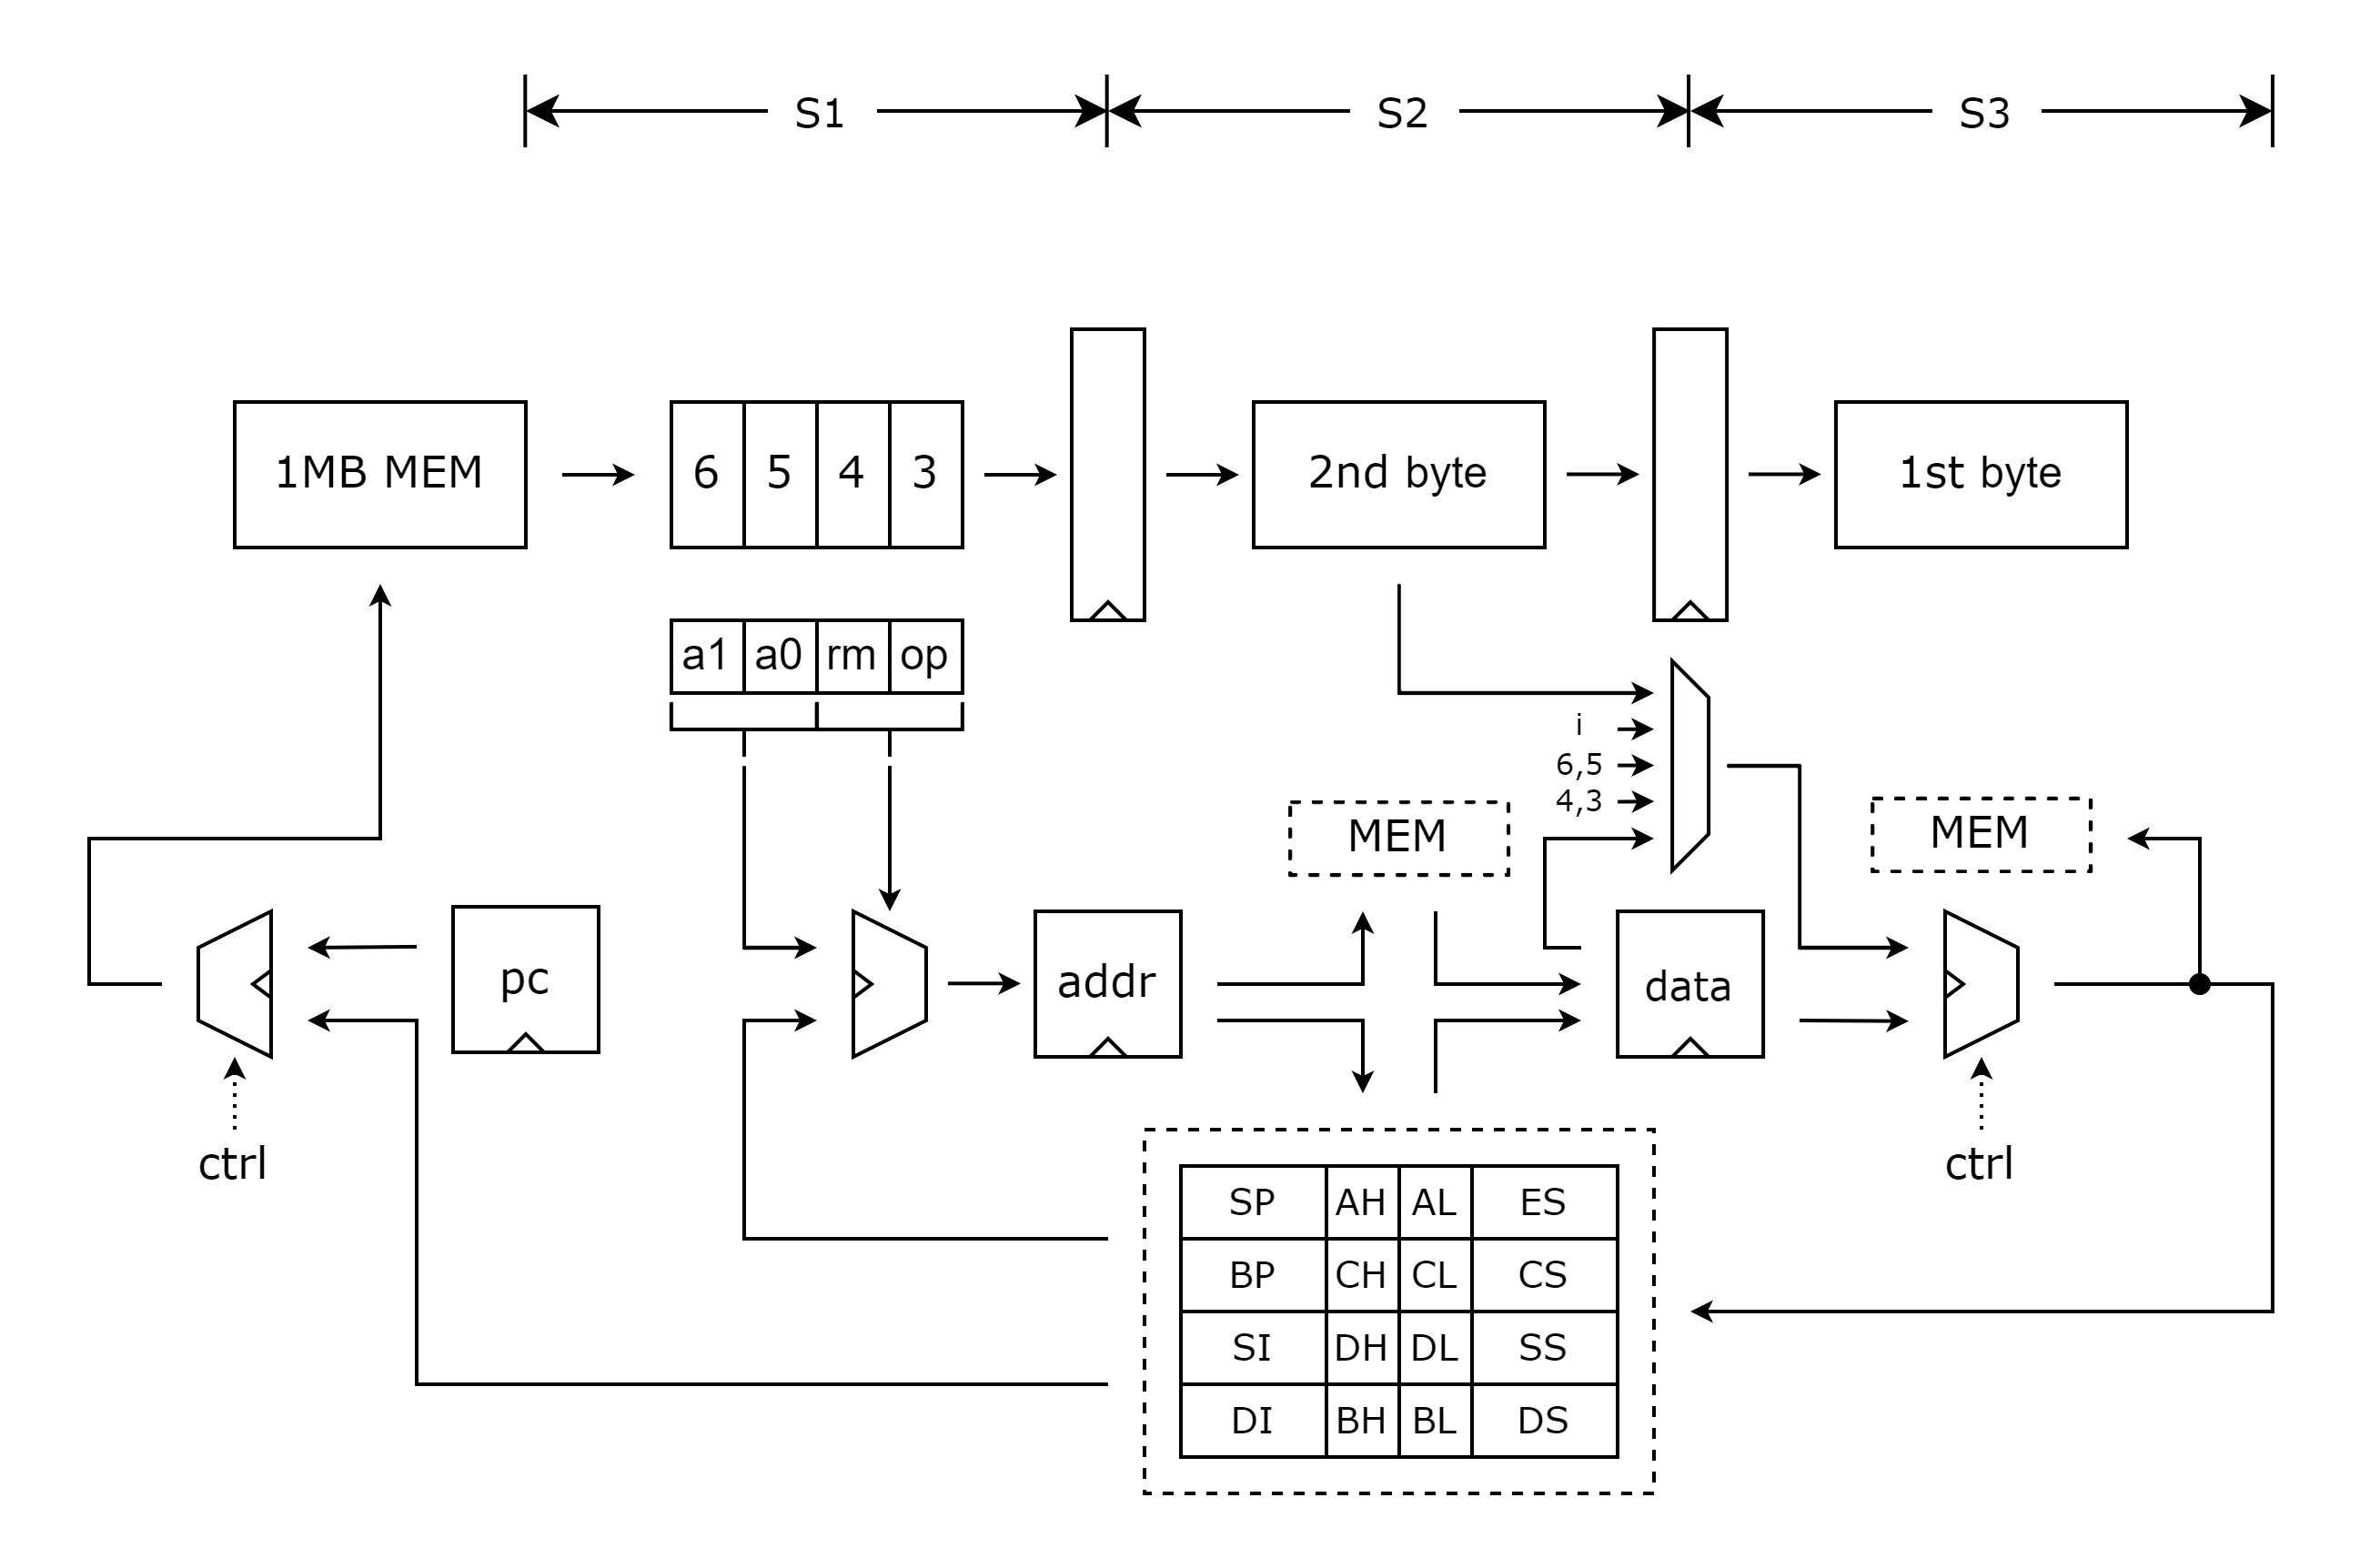 S1 S2 S3
1MB MEM 6 5 4 3 2nd byte 1st byte
a1 a0 rm op
i
6,5
4,3
MEM MEM
pc addr data
ctrl ctrl
SP AH AL ES
BP CH CL CS
SI DH DL SS
DI BH BL DS